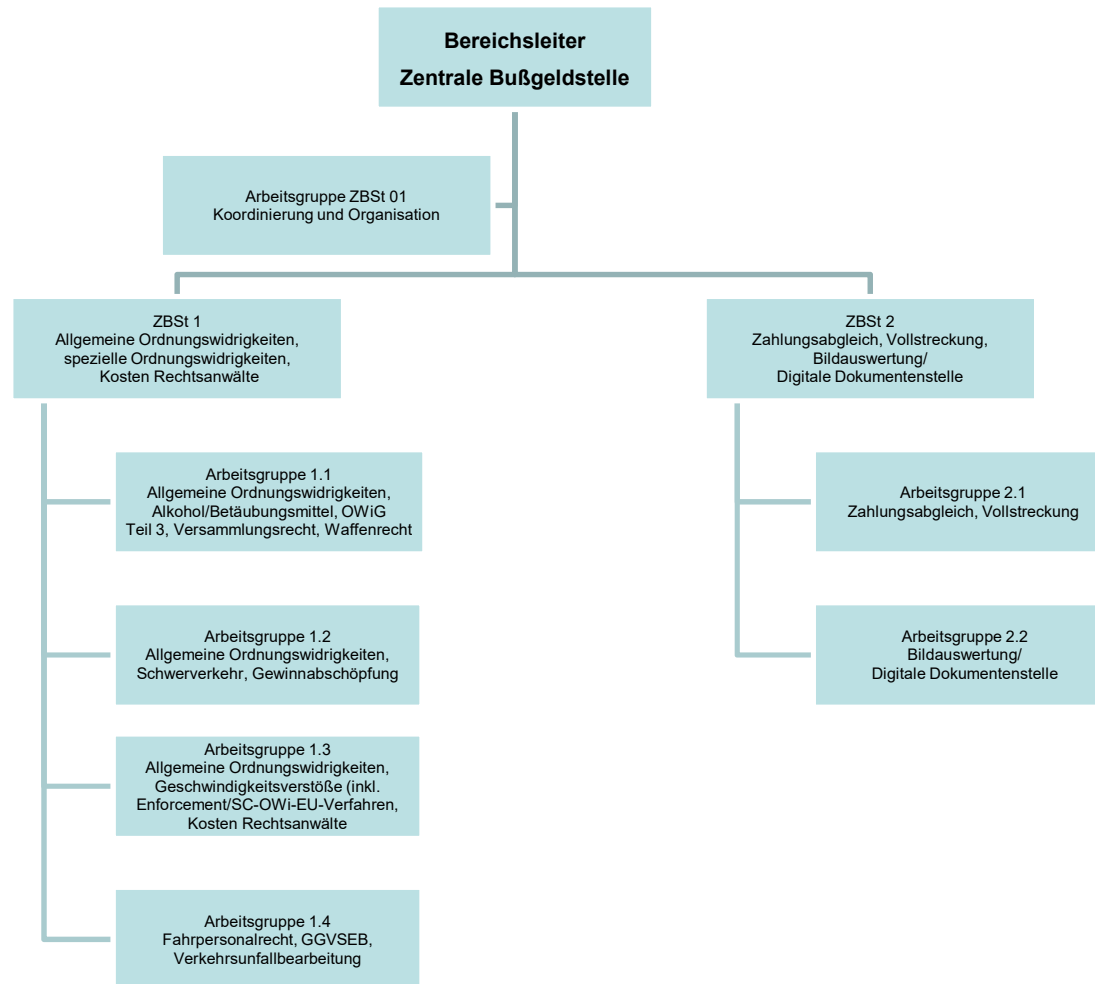 Bereichsleiter
Zentrale Bußgeldstelle
Arbeitsgruppe ZBSt 01
Koordinierung und Organisation
ZBSt 1
Allgemeine Ordnungswidrigkeiten,
spezielle Ordnungswidrigkeiten,
Kosten Rechtsanwälte
ZBSt 2
Zahlungsabgleich, Vollstreckung,
Bildauswertung/
Digitale Dokumentenstelle
Arbeitsgruppe 1.1
Allgemeine Ordnungswidrigkeiten,
Alkohol/Betäubungsmittel, OWiG
Teil 3, Versammlungsrecht, Waffenrecht
Arbeitsgruppe 2.1
Zahlungsabgleich, Vollstreckung
Arbeitsgruppe 1.2
Allgemeine Ordnungswidrigkeiten,
Schwerverkehr, Gewinnabschöpfung
Arbeitsgruppe 2.2
Bildauswertung/
Digitale Dokumentenstelle
Arbeitsgruppe 1.3
Allgemeine Ordnungswidrigkeiten,
Geschwindigkeitsverstöße (inkl.
Enforcement/SC-OWi-EU-Verfahren,
Kosten Rechtsanwälte
Arbeitsgruppe 1.4
Fahrpersonalrecht, GGVSEB,
Verkehrsunfallbearbeitung